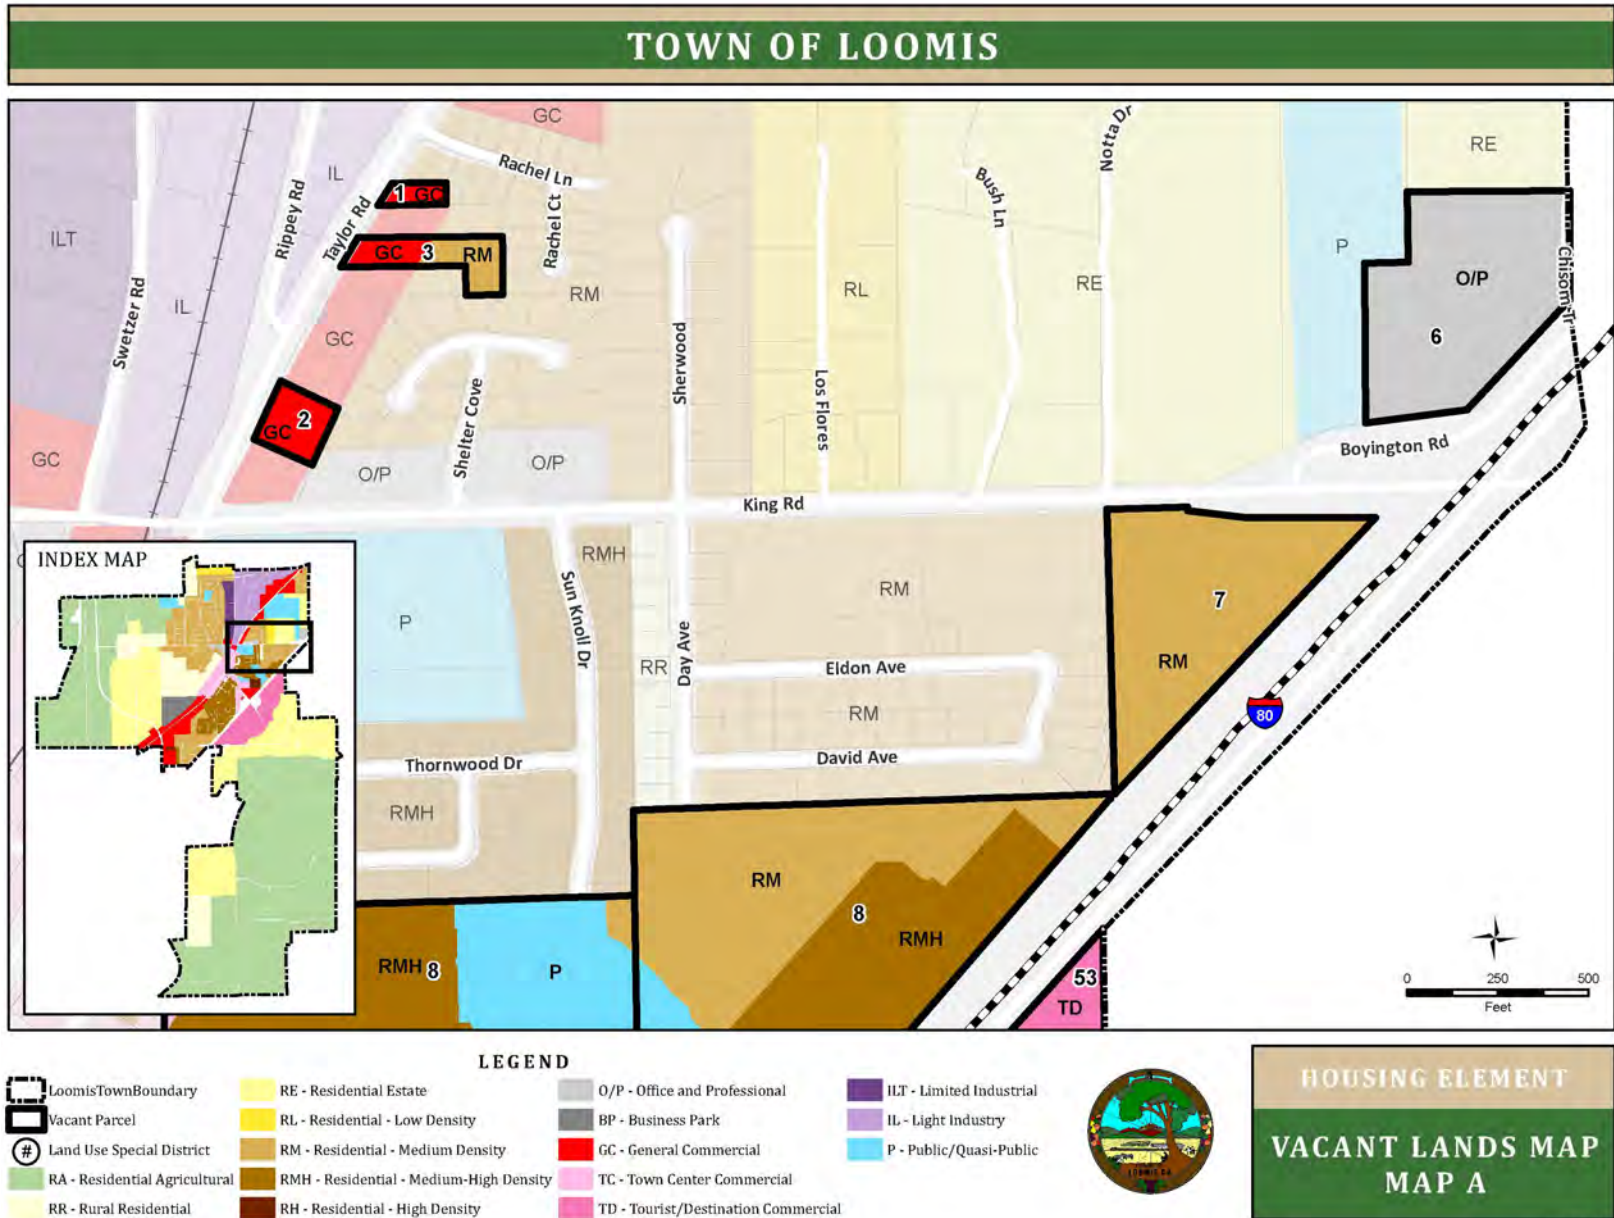 TOWN OF LOOMIS
GC
Rachel Ln
Notta Dr
RE
IL
1 GC
Rippey Rd
Taylor Rd
Rachel Ct
Bush Ln
ILT
GC 3 RM
P
Chisom Tr
O/P
RM
RL
RE
IL
Swetzer Rd
GC
6
Sherwood
Los Flores
Shelter Cove
2
GC
GC
O/P
O/P
Boyington Rd
King Rd
INDEX MAP
RMH
RM
Sun Knoll Dr
7
P
RR
Day Ave
Eldon Ave
RM
RM
80
David Ave
Thornwood Dr
RMH
RM
8
RMH
RMH 8
P
53
TD
0 250 500
Feet
LEGEND
LoomisTownBoundary
Vacant Parcel
# Land Use Special District
RA - Residential Agricultural
RR - Rural Residential
RE - Residential Estate
RL - Residential - Low Density
RM - Residential - Medium Density
RMH - Residential - Medium-High Density
RH - Residential - High Density
O/P - Office and Professional
BP - Business Park
GC - General Commercial
TC - Town Center Commercial
TD - Tourist/Destination Commercial
ILT - Limited Industrial
IL - Light Industry
P - Public/Quasi-Public
LOOMIS CA
HOUSING ELEMENT
VACANT LANDS MAP
MAP A